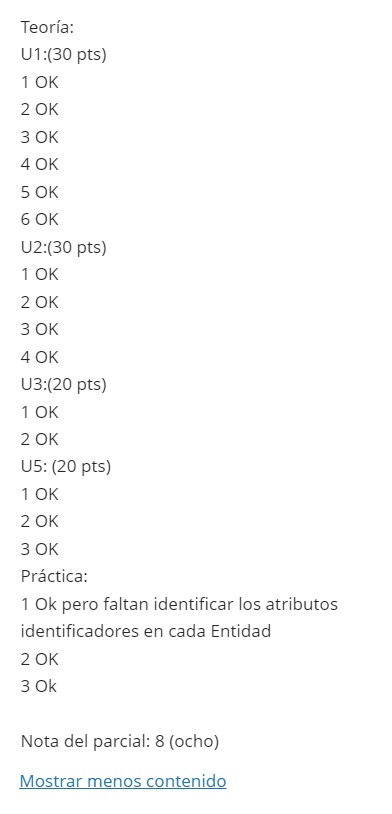 Teoría:
U1:(30 pts)
1 OK
2 OK
3 OK
4 OK
5 OK
6 OK
U2:(30 pts)
1 OK
2 OK
3 OK
4 OK
U3:(20 pts)
1 OK
2 OK
U5: (20 pts)
1 OK
2 OK
3 OK
Práctica:
1 Ok pero faltan identificar los atributos
identificadores en cada Entidad
2 OK
3 Ok
Nota del parcial: 8 (ocho)
Mostrar menos contenido